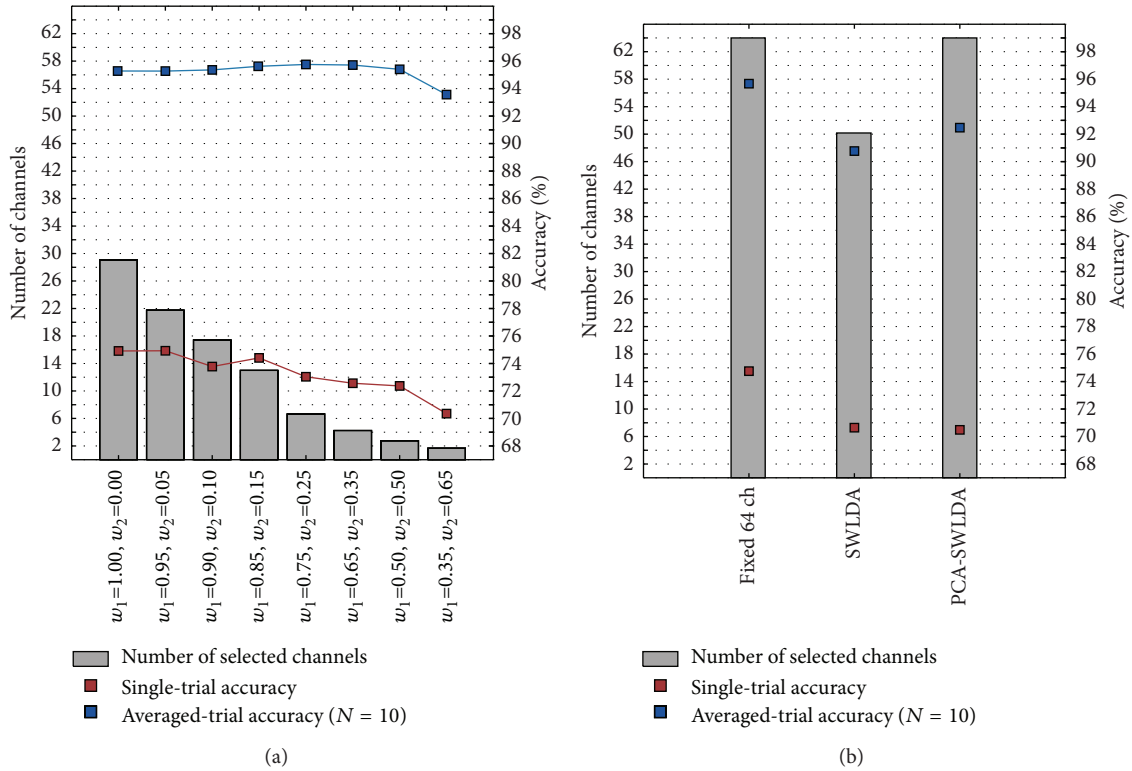 Number of channels
62
58
54
50
46
42
38
34
30
26
22
18
14
10
6
2
98
96
94
92
90
88
86
84
82
80
78
76
74
72
70
68
Accuracy (%)
w₁=1.00, w₂=0.00
w₁=0.95, w₂=0.05
w₁=0.90, w₂=0.10
w₁=0.85, w₂=0.15
w₁=0.75, w₂=0.25
w₁=0.65, w₂=0.35
w₁=0.50, w₂=0.50
w₁=0.35, w₂=0.65
Number of selected channels
Single-trial accuracy
Averaged-trial accuracy (N = 10)
(a)
Number of channels
62
58
54
50
46
42
38
34
30
26
22
18
14
10
6
2
98
96
94
92
90
88
86
84
82
80
78
76
74
72
70
68
Accuracy (%)
Fixed 64 ch
SWLDA
PCA-SWLDA
Number of selected channels
Single-trial accuracy
Averaged-trial accuracy (N = 10)
(b)